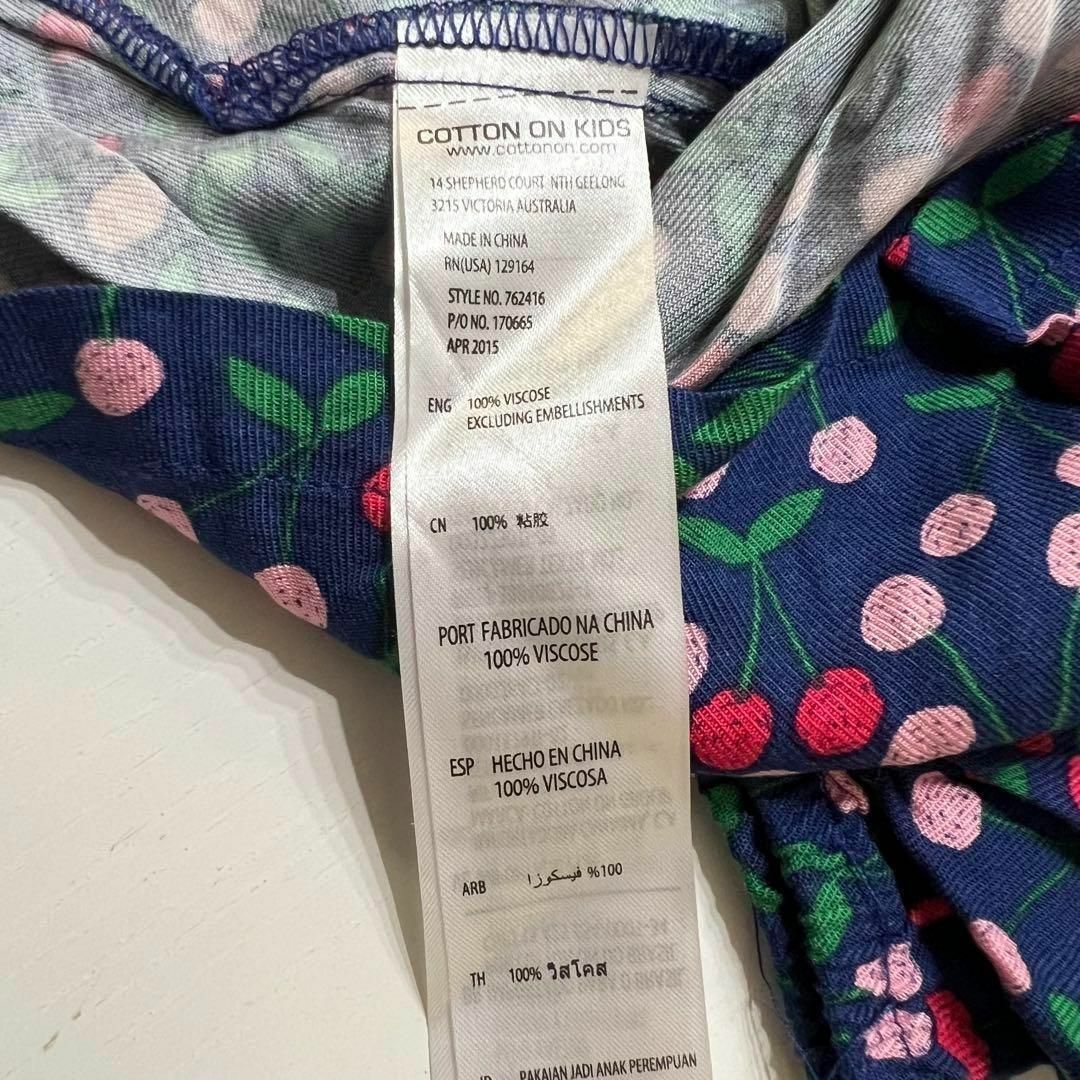 COTTON ON KIDS
www.cottonon.com
14 SHEPHERD COURT NTH GEELONG
3215 VICTORIA AUSTRALIA
MADE IN CHINA
RN(USA) 129164
STYLE NO. 762416
P/O NO. 170665
APR 2015
ENG 100% VISCOSE
EXCLUDING EMBELLISHMENTS
CN 100% 粘胶
PORT FABRICADO NA CHINA
100% VISCOSE
ESP HECHO EN CHINA
100% VISCOSA
ARB %100 فيسكوزا
TH 100% วิสโคส
PAKAIAN JADI ANAK PEREMPUAN